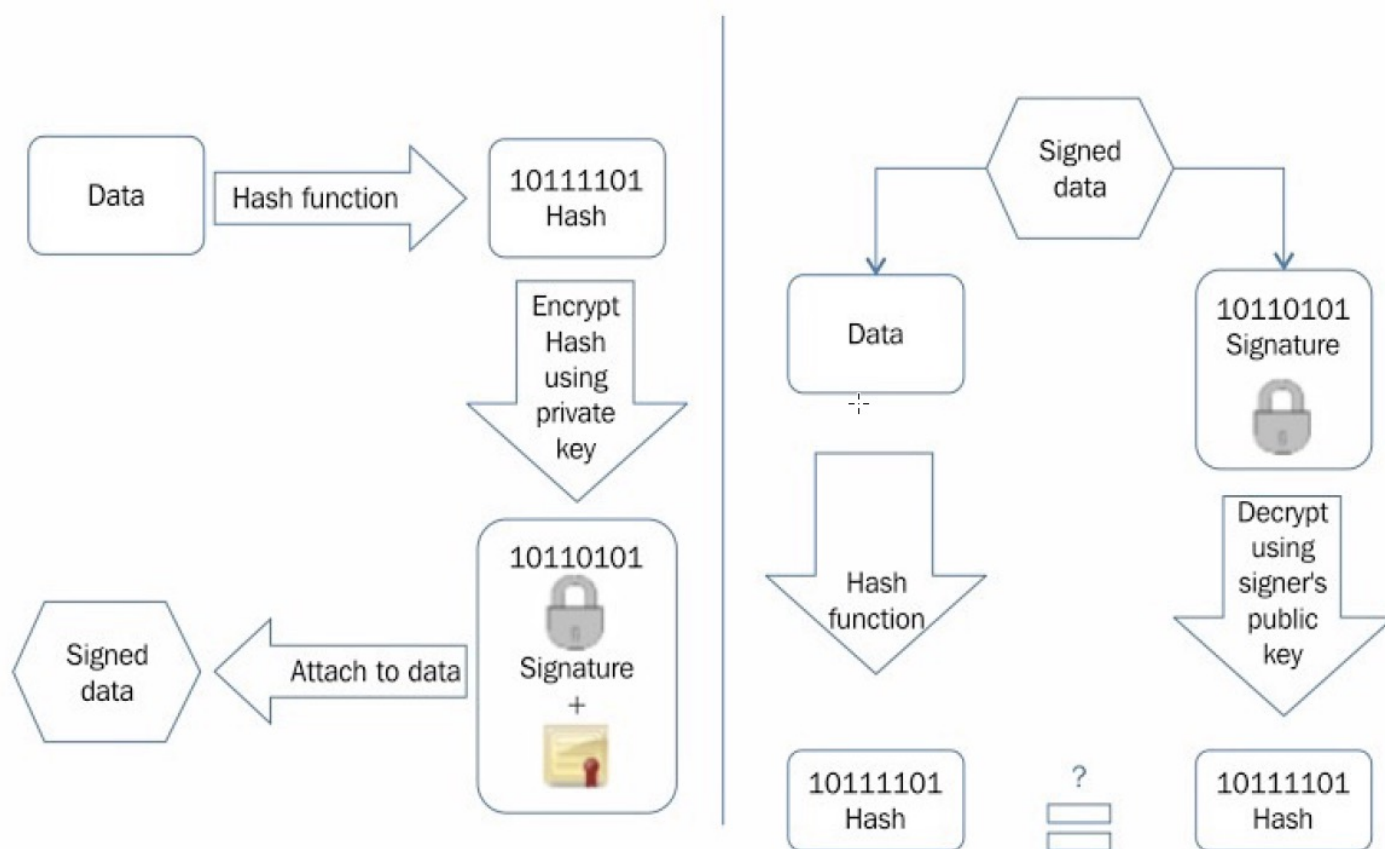 Data
Hash function
10111101
Hash
Encrypt
Hash
using
private
key
10110101
Signature
+
Attach to data
Signed
data
Signed
data
Data
10110101
Signature
Hash
function
Decrypt
using
signer's
public
key
10111101
Hash
?
10111101
Hash